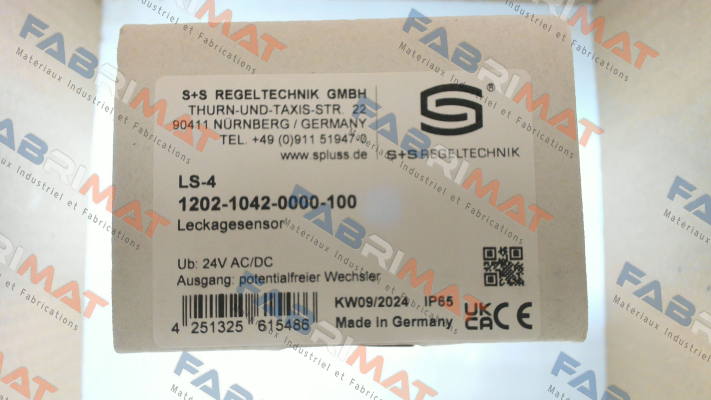 S+S REGELTECHNIK GMBH
THURN-UND-TAXIS-STR. 22
90411 NÜRNBERG / GERMANY
TEL. +49 (0)911 51947-0
www.spluss.de
®
S+S REGELTECHNIK
LS-4
1202-1042-0000-100
Leckagesensor
Ub: 24V AC/DC
Ausgang: potentialfreier Wechsler
4 251325 615486
KW09/2024 IP65
Made in Germany
UK CA CE
FABRIMAT
Materiaux Industriel et Fabrications